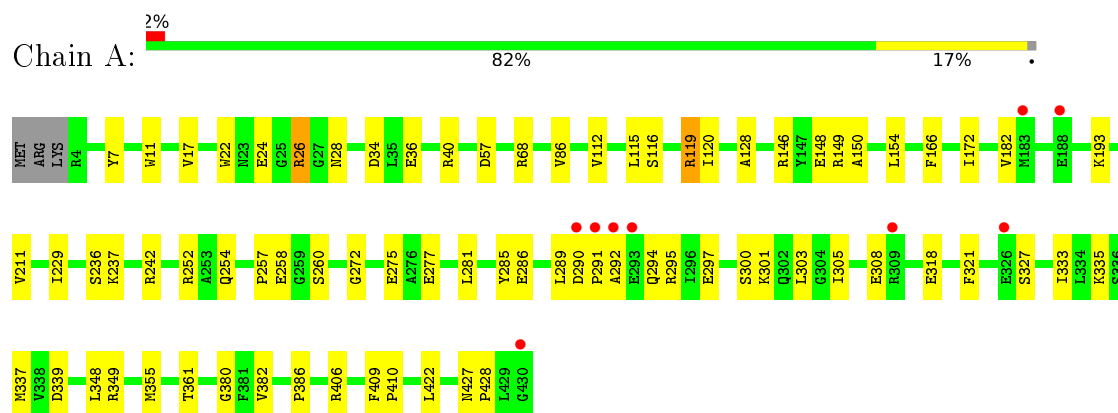 2%
Chain A:
82% 17% •
MET ARG LYS R4 Y7 W11 V17 W22 N23 E24 G25 R26 G27 N28 D34 L35 E36 R40 D57 R68 V86 V112 L115 S116 R119 I120 A128 R146 Y147 E148 R149 A150 L154 F166 I172 V182 M183 E188 K193
V211 I229 S236 K237 R242 R252 A253 Q254 P257 E258 G259 S260 G272 E275 A276 E277 L281 Y285 E286 L289 D290 P291 A292 E293 Q294 R295 I296 E297 S300 K301 Q302 L303 G304 I305 E308 R309 E318 F321 E326 S327 I333 L334 K335 S336
M337 V338 D339 L348 R349 M355 T361 G380 F381 V382 P386 R406 F409 P410 L422 N427 P428 L429 G430